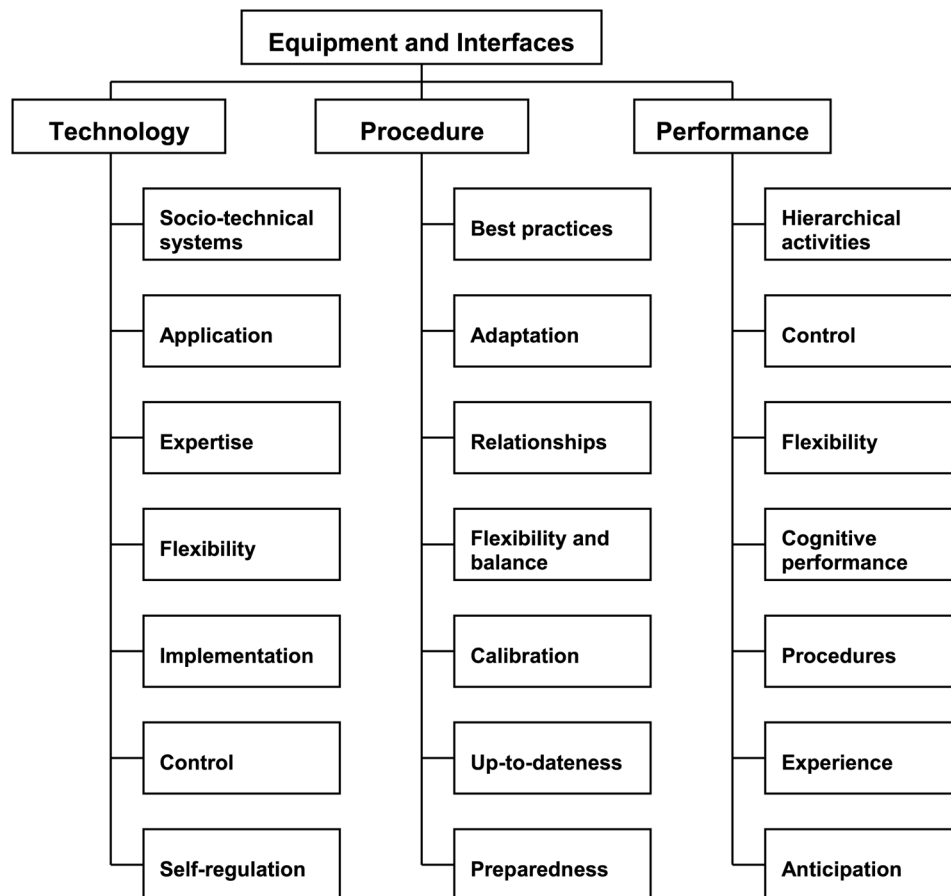 Equipment and Interfaces
Technology
Procedure
Performance
Socio-technical
systems
Best practices
Hierarchical
activities
Application
Adaptation
Control
Expertise
Relationships
Flexibility
Flexibility
Flexibility and
balance
Cognitive
performance
Implementation
Calibration
Procedures
Control
Up-to-dateness
Experience
Self-regulation
Preparedness
Anticipation